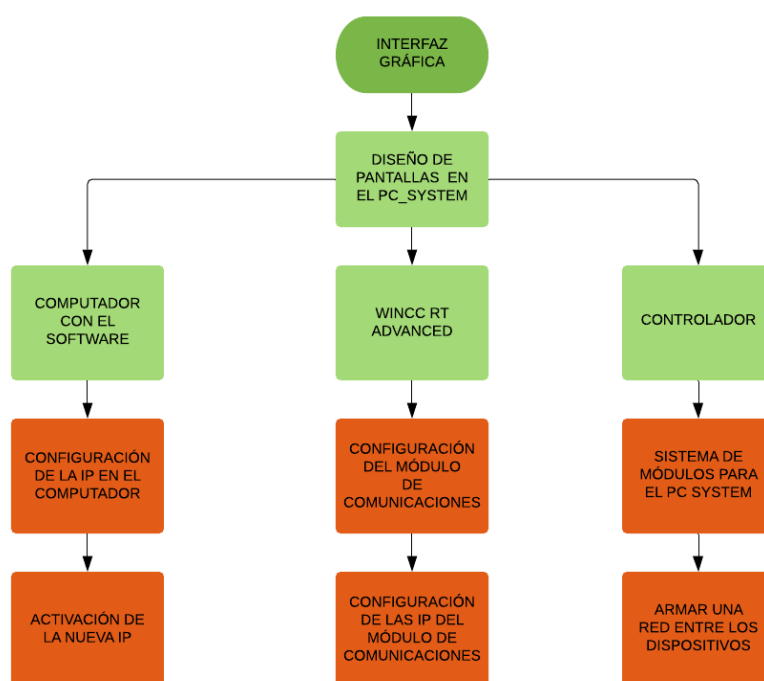 INTERFAZ
GRÁFICA
DISEÑO DE
PANTALLAS EN
EL PC_SYSTEM
COMPUTADOR
CON EL
SOFTWARE
WINCC RT
ADVANCED
CONTROLADOR
CONFIGURACIÓN
DE LA IP EN EL
COMPUTADOR
CONFIGURACIÓN
DEL MÓDULO
DE
COMUNICACIONES
SISTEMA DE
MÓDULOS PARA
EL PC SYSTEM
ACTIVACIÓN DE
LA NUEVA IP
CONFIGURACIÓN
DE LAS IP DEL
MÓDULO DE
COMUNICACIONES
ARMAR UNA
RED ENTRE LOS
DISPOSITIVOS